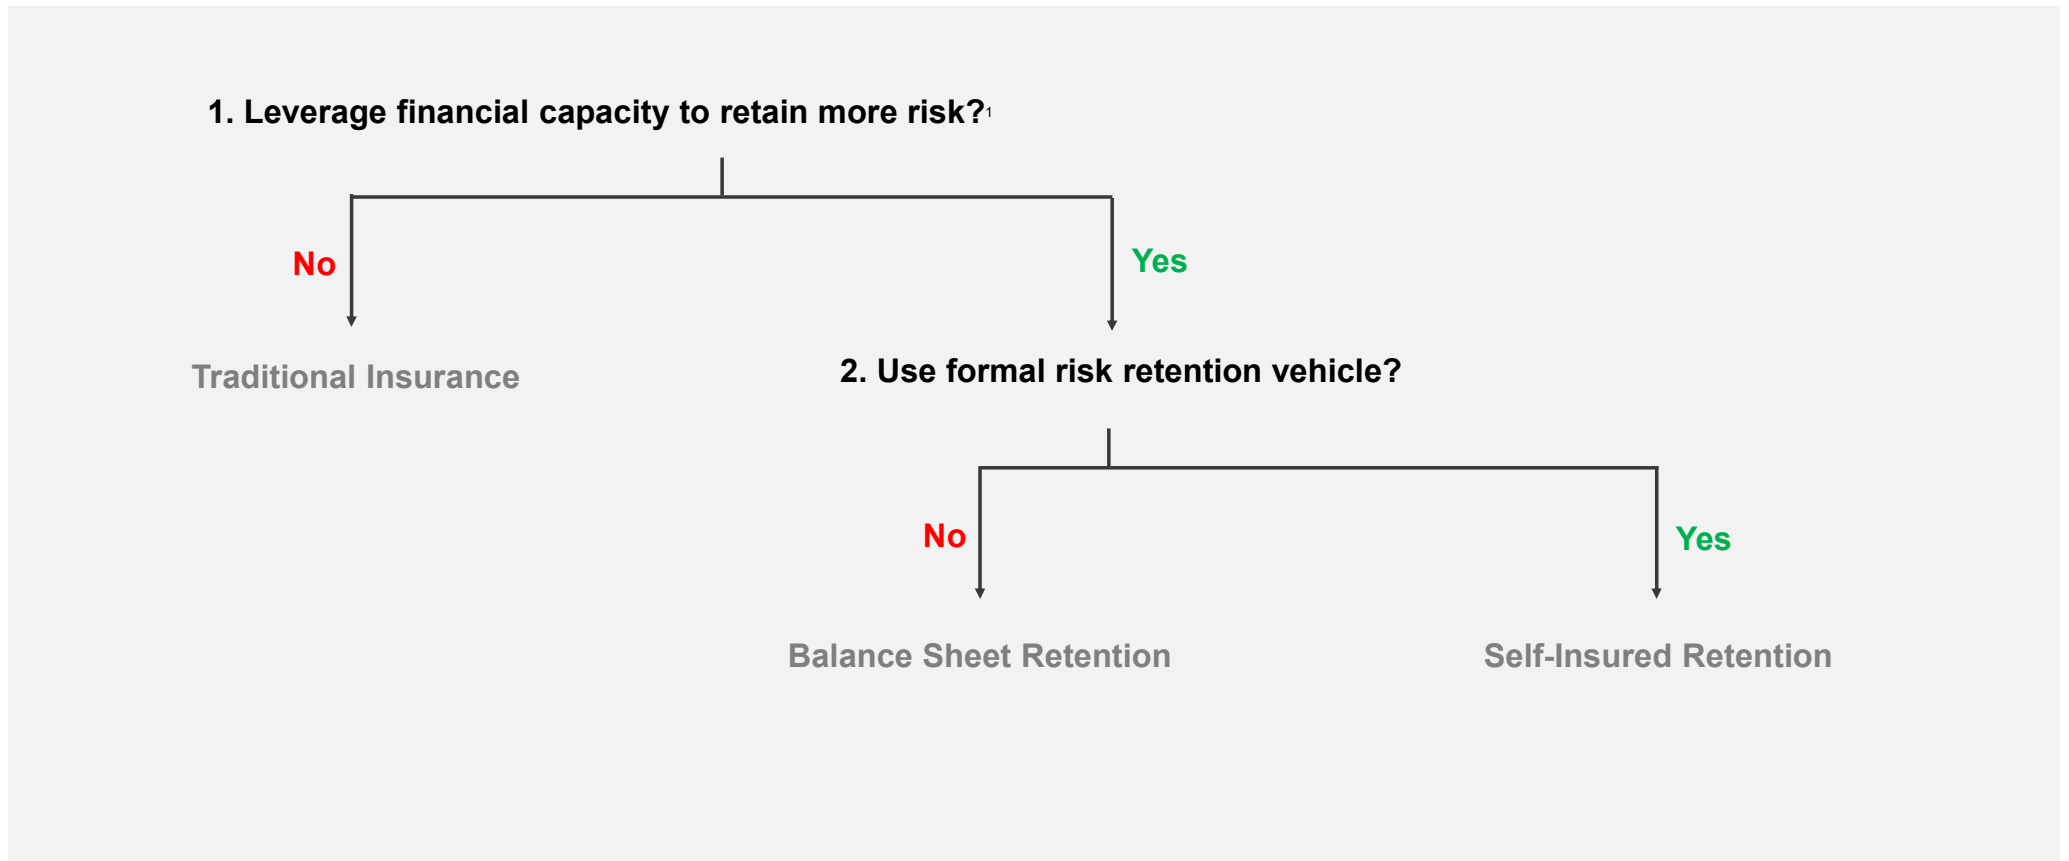 1. Leverage financial capacity to retain more risk?1
No
Yes
Traditional Insurance
2. Use formal risk retention vehicle?
No
Yes
Balance Sheet Retention
Self-Insured Retention